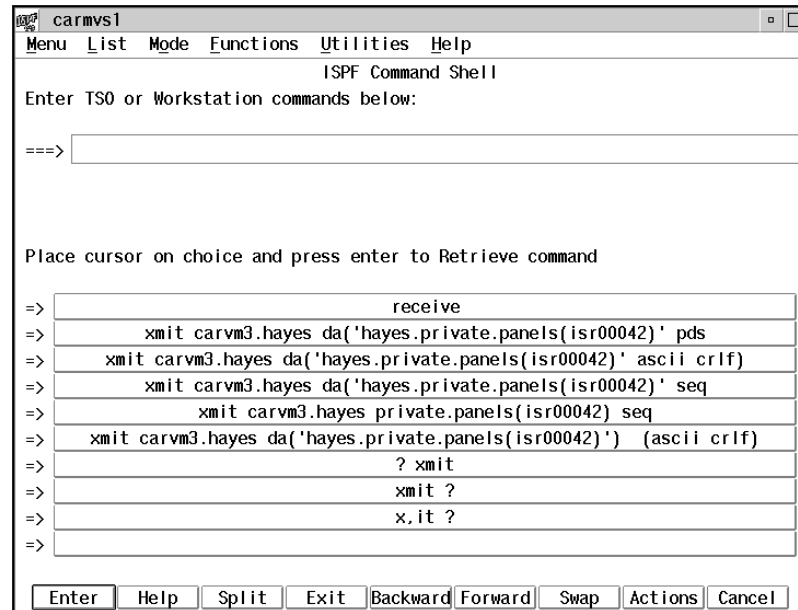 carmvs1
Menu List Mode Functions Utilities Help
ISPF Command Shell
Enter TSO or Workstation commands below:
===>
Place cursor on choice and press enter to Retrieve command
=> receive
=> xmit carvm3.hayes da('hayes.private.panels(isr00042)' pds
=> xmit carvm3.hayes da('hayes.private.panels(isr00042)' ascii crlf)
=> xmit carvm3.hayes da('hayes.private.panels(isr00042)' seq
=> xmit carvm3.hayes private.panels(isr00042) seq
=> xmit carvm3.hayes da('hayes.private.panels(isr00042)') (ascii crlf)
=> ? xmit
=> xmit ?
=> x,it ?
=>
Enter Help Split Exit Backward Forward Swap Actions Cancel